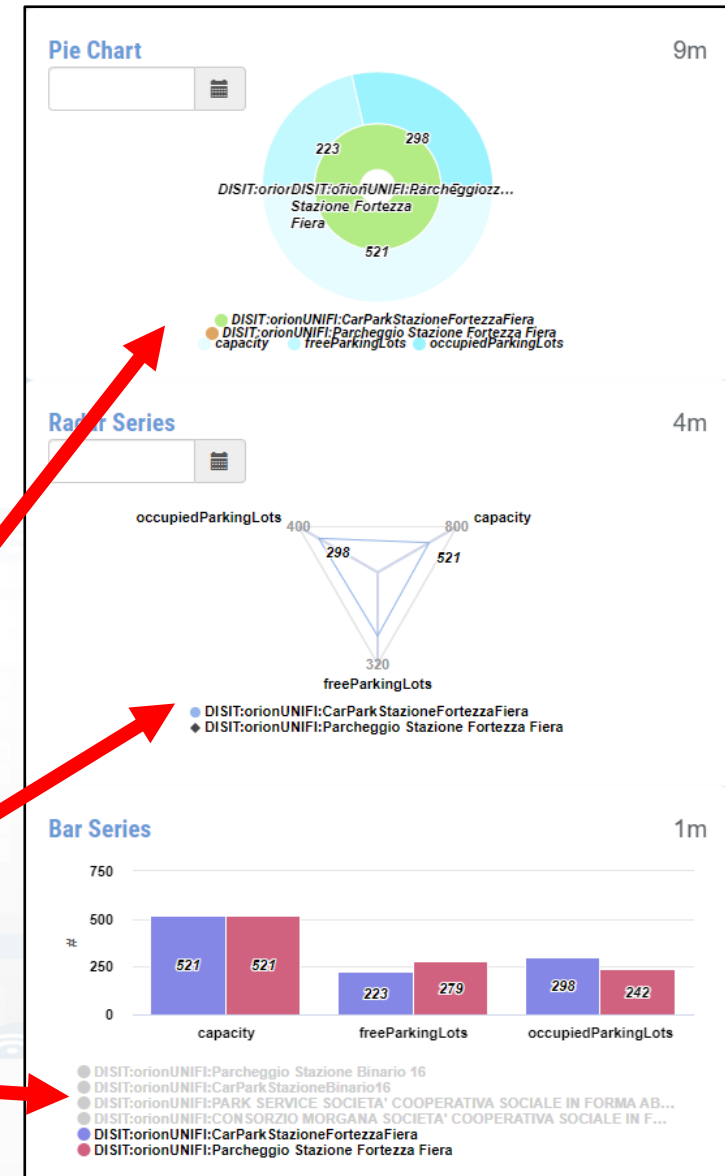 Pie Chart
9m
223
298
Stazione Fortezza
Fiera
521
DISIT:orionUNIFI:CarParkStazioneFortezzaFiera
DISIT:orionUNIFI:Parcheggio Stazione Fortezza Fiera
capacity freeParkingLots occupiedParkingLots
Radar Series
4m
occupiedParkingLots
400
800
capacity
298
521
320
freeParkingLots
DISIT:orionUNIFI:CarParkStazioneFortezzaFiera
DISIT:orionUNIFI:Parcheggio Stazione Fortezza Fiera
Bar Series
1m
750
500
250
0
#
521 521
223 279
298 242
capacity freeParkingLots occupiedParkingLots
DISIT:orionUNIFI:Parcheggio Stazione Binario 16
DISIT:orionUNIFI:CarParkStazioneBinario16
DISIT:orionUNIFI:PARK SERVICE SOCIETA' COOPERATIVA SOCIALE IN FORMA AB...
DISIT:orionUNIFI:CONSORZIO MORGANA SOCIETA' COOPERATIVA SOCIALE IN F...
DISIT:orionUNIFI:CarParkStazioneFortezzaFiera
DISIT:orionUNIFI:Parcheggio Stazione Fortezza Fiera